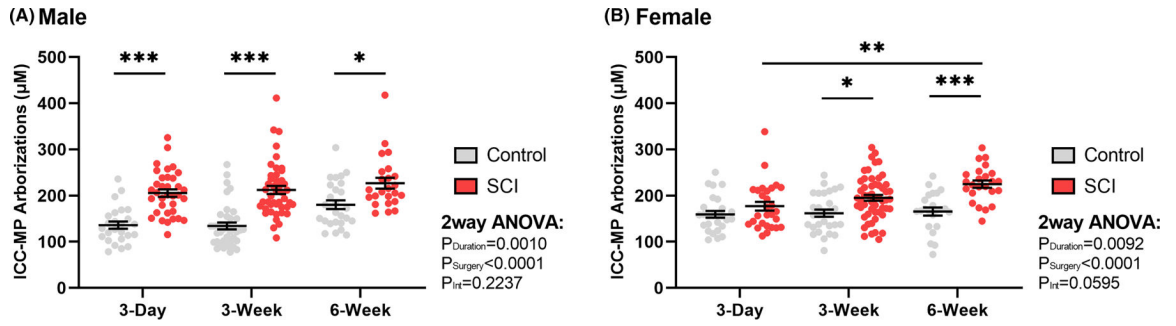 (A) Male
ICC-MP Arborizations (μM)
500
400
300
200
100
0
*** *** *
3-Day 3-Week 6-Week
Control
SCI
2way ANOVA:
PDuration=0.0010
PSurgery<0.0001
PInt=0.2237
(B) Female
ICC-MP Arborizations (μM)
500
400
300
200
100
0
**
* ***
3-Day 3-Week 6-Week
Control
SCI
2way ANOVA:
PDuration=0.0092
PSurgery<0.0001
PInt=0.0595